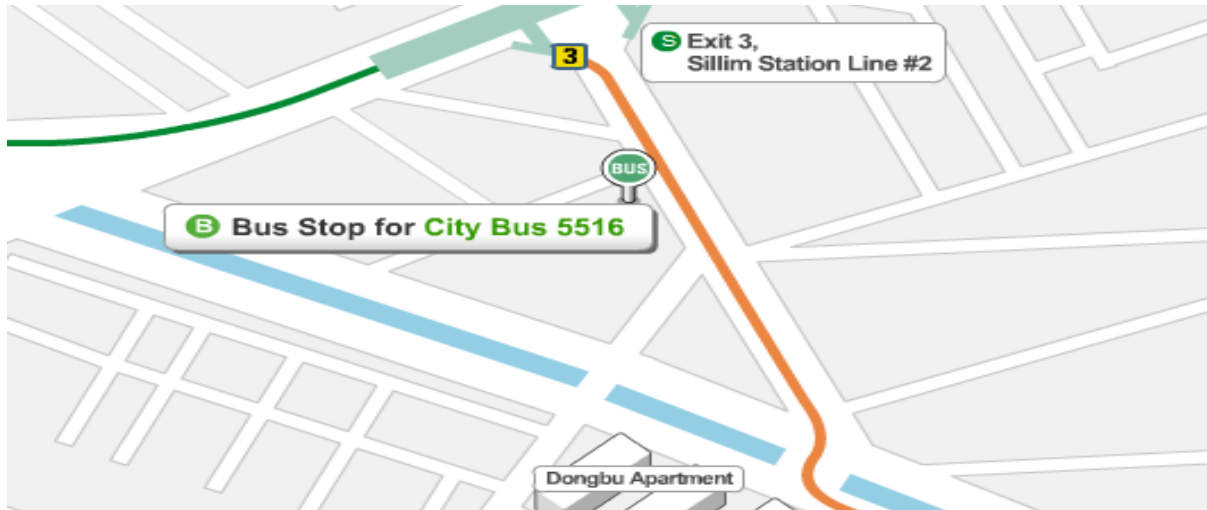 3
S Exit 3,
Sillim Station Line #2
BUS
B Bus Stop for City Bus 5516
Dongbu Apartment